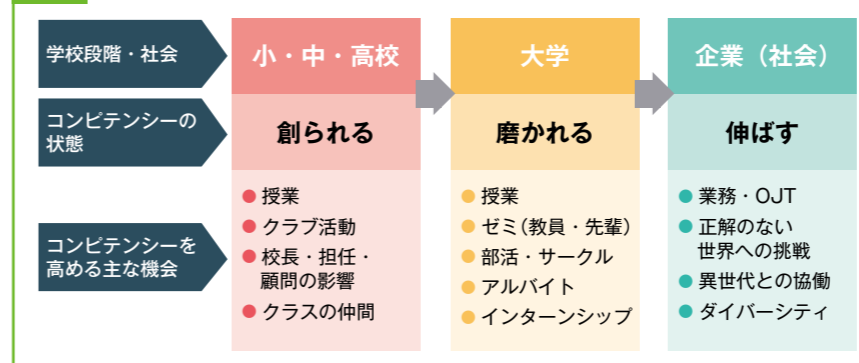 学校段階・社会
小・中・高校
大学
企業（社会）
コンピテンシーの
状態
創られる
磨かれる
伸ばす
コンピテンシーを
高める主な機会
● 授業
● クラブ活動
● 校長・担任・
顧問の影響
● クラスの仲間
● 授業
● ゼミ（教員・先輩）
● 部活・サークル
● アルバイト
● インターンシップ
● 業務・OJT
● 正解のない
世界への挑戦
● 異世代との協働
● ダイバーシティ